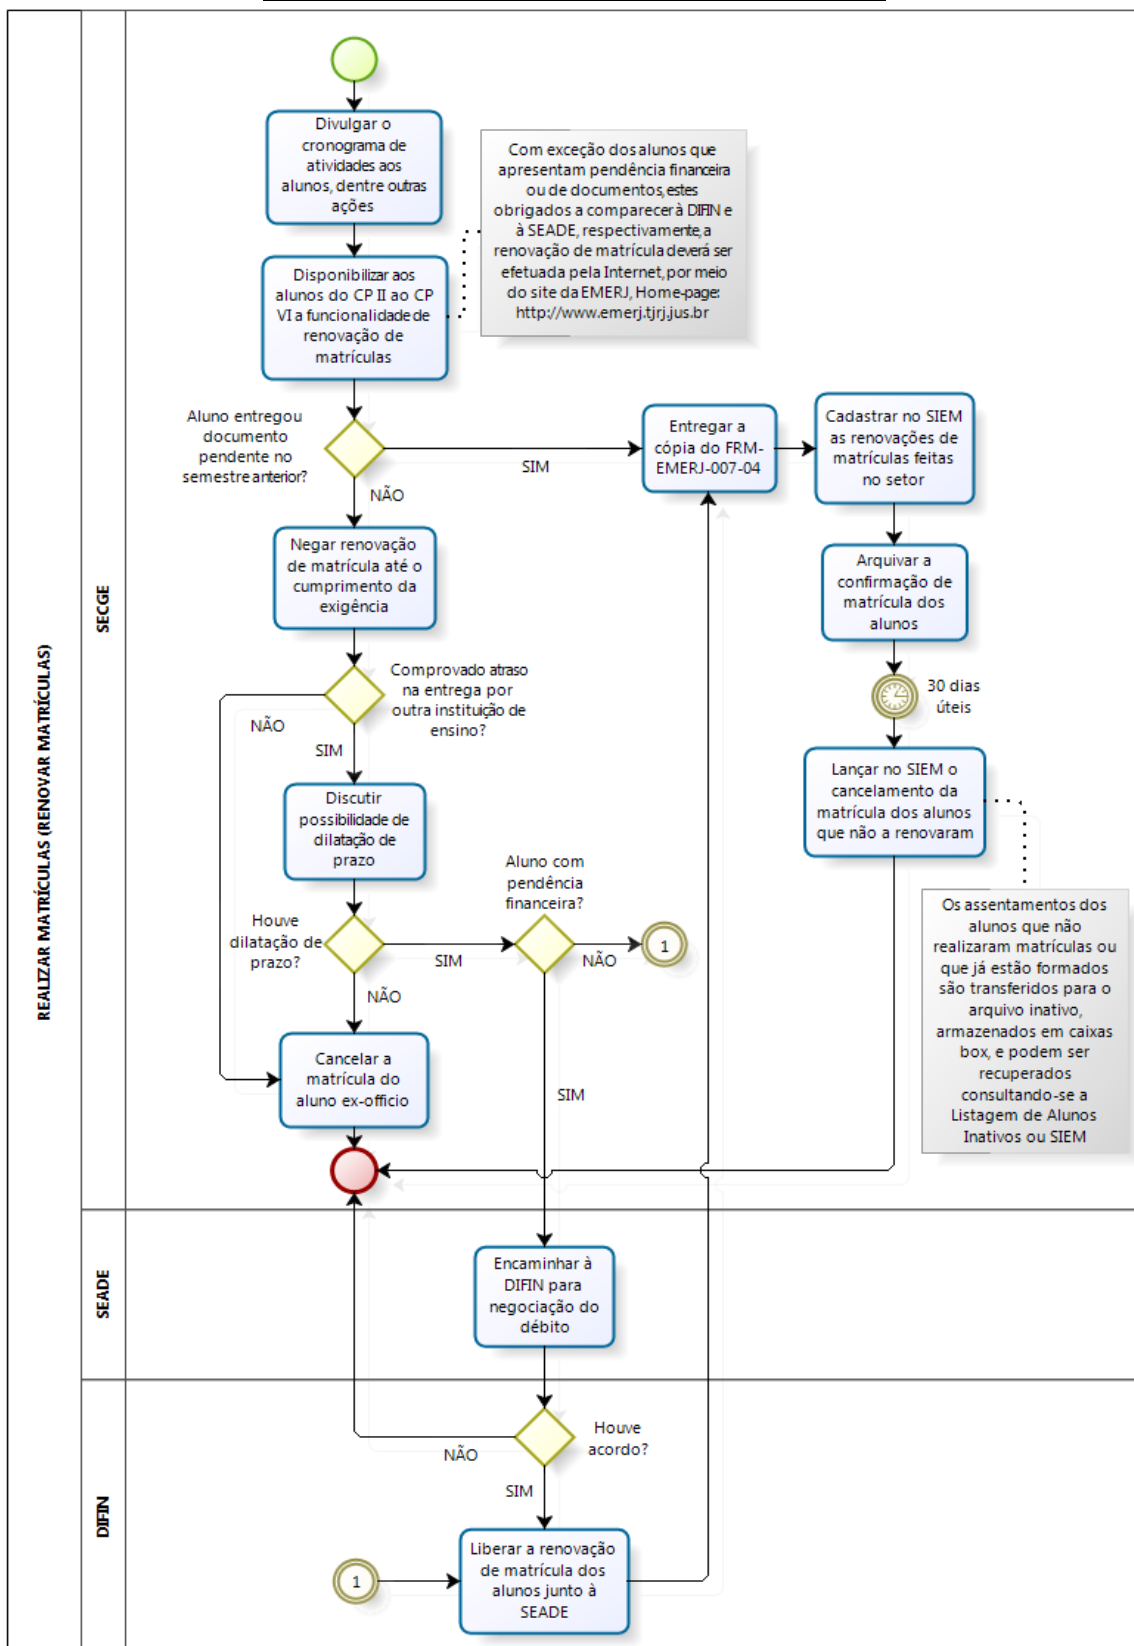 REALIZAR MATRÍCULAS (RENOVAR MATRÍCULAS)
SECGE
Divulgar o
cronograma de
atividades aos
alunos, dentre outras
ações
Com exceção dos alunos que
apresentam pendência financeira
ou de documentos, estes
obrigados a comparecer à DIFIN e
à SEADE, respectivamente, a
renovação de matrícula deverá ser
efetuada pela Internet, por meio
do site da EMERJ, Home-page:
http://www.emerj.tjrj.jus.br
Disponibilizar aos
alunos do CP II ao CP
VI a funcionalidade de
renovação de
matrículas
Aluno entregou
documento
pendente no
semestre anterior?
SIM
NÃO
Entregar a
cópia do FRM-
EMERJ-007-04
Cadastrar no SIEM
as renovações de
matrículas feitas
no setor
Negar renovação
de matrícula até o
cumprimento da
exigência
Arquivar a
confirmação de
matrícula dos
alunos
Comprovado atraso
na entrega por
outra instituição de
ensino?
NÃO
SIM
30 dias
úteis
Lançar no SIEM o
cancelamento da
matrícula dos alunos
que não a renovaram
Discutir
possibilidade de
dilatação de
prazo
Aluno com
pendência
financeira?
Houve
dilatação de
prazo?
SIM
NÃO
1
NÃO
SIM
Os assentamentos dos
alunos que não
realizaram matrículas ou
que já estão formados
são transferidos para o
arquivo inativo,
armazenados em caixas
box, e podem ser
recuperados
consultando-se a
Listagem de Alunos
Inativos ou SIEM
Cancelar a
matrícula do
aluno ex-officio
SEADE
Encaminhar à
DIFIN para
negociação do
débito
DIFIN
Houve
acordo?
NÃO
SIM
1
Liberar a renovação
de matrícula dos
alunos junto à
SEADE